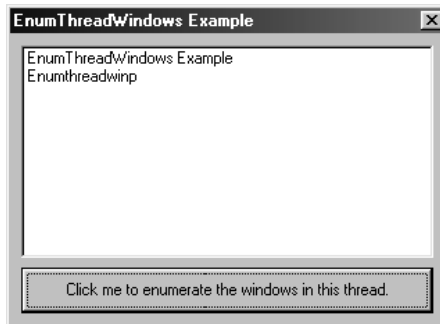 EnumThreadWindows Example
EnumThreadWindows Example
Enumthreadwinp
Click me to enumerate the windows in this thread.